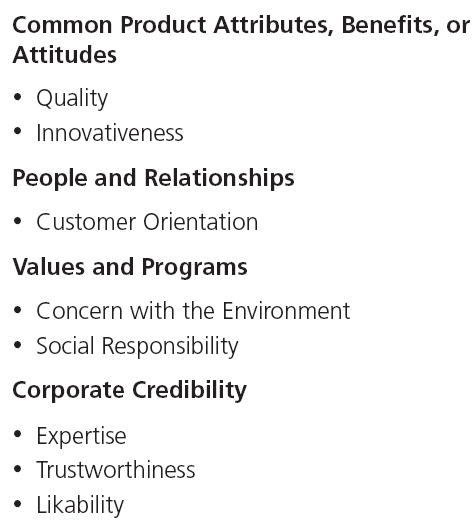 Common Product Attributes, Benefits, or
Attitudes
• Quality
• Innovativeness
People and Relationships
• Customer Orientation
Values and Programs
• Concern with the Environment
• Social Responsibility
Corporate Credibility
• Expertise
• Trustworthiness
• Likability